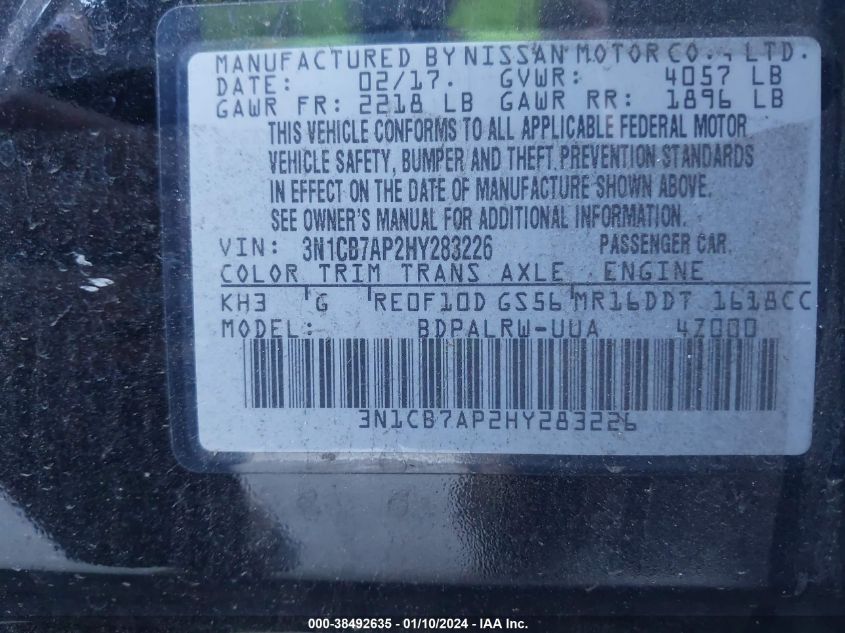 MANUFACTURED BY NISSAN MOTOR CO., LTD.
DATE: 02/17. GVWR: 4057 LB
GAWR FR: 2218 LB GAWR RR: 1896 LB
THIS VEHICLE CONFORMS TO ALL APPLICABLE FEDERAL MOTOR
VEHICLE SAFETY, BUMPER AND THEFT PREVENTION STANDARDS
IN EFFECT ON THE DATE OF MANUFACTURE SHOWN ABOVE.
SEE OWNER'S MANUAL FOR ADDITIONAL INFORMATION.
VIN: 3N1CB7AP2HY283226 PASSENGER CAR
COLOR TRIM TRANS AXLE ENGINE
KH3 G RE0F10D GS56 MR16DDT 1618CC
MODEL: BDPALRW-UUA 4Z000
3N1CB7AP2HY283226
000-38492635 - 01/10/2024 - IAA Inc.